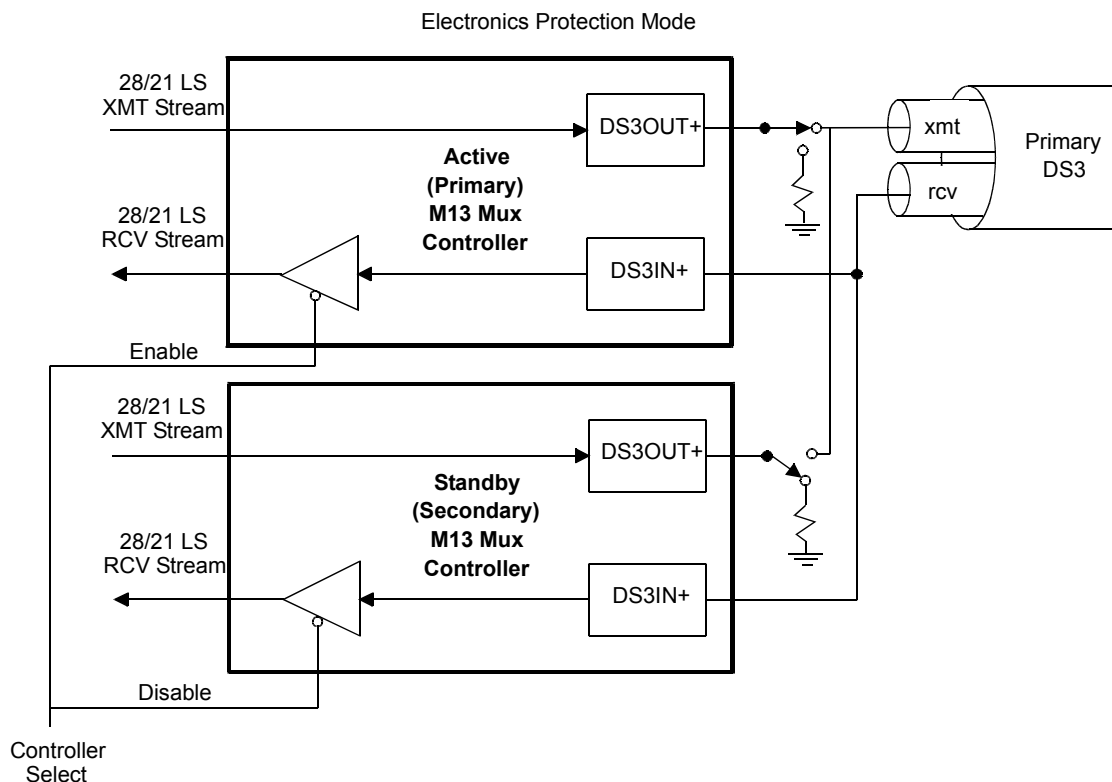 Electronics Protection Mode
28/21 LS
XMT Stream
DS3OUT+
xmt
Primary
DS3
Active
(Primary)
M13 Mux
Controller
28/21 LS
RCV Stream
DS3IN+
rcv
Enable
28/21 LS
XMT Stream
DS3OUT+
Standby
(Secondary)
M13 Mux
Controller
28/21 LS
RCV Stream
DS3IN+
Disable
Controller
Select